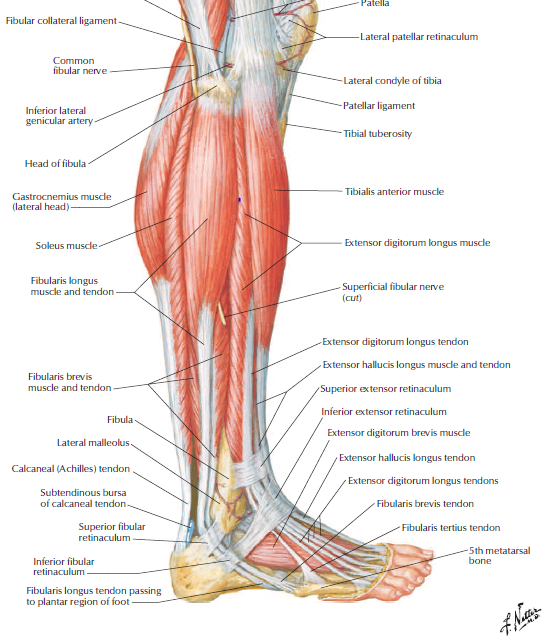 Patella
Fibular collateral ligament
Lateral patellar retinaculum
Common
fibular nerve
Lateral condyle of tibia
Inferior lateral
genicular artery
Patellar ligament
Tibial tuberosity
Head of fibula
Gastrocnemius muscle
(lateral head)
Tibialis anterior muscle
Soleus muscle
Extensor digitorum longus muscle
Fibularis longus
muscle and tendon
Superficial fibular nerve
(cut)
Extensor digitorum longus tendon
Extensor hallucis longus muscle and tendon
Fibularis brevis
muscle and tendon
Superior extensor retinaculum
Inferior extensor retinaculum
Fibula
Extensor digitorum brevis muscle
Lateral malleolus
Extensor hallucis longus tendon
Calcaneal (Achilles) tendon
Extensor digitorum longus tendons
Subtendinous bursa
of calcaneal tendon
Fibularis brevis tendon
Superior fibular
retinaculum
Fibularis tertius tendon
5th metatarsal
bone
Inferior fibular
retinaculum
Fibularis longus tendon passing
to plantar region of foot
F. Netter
M.D.